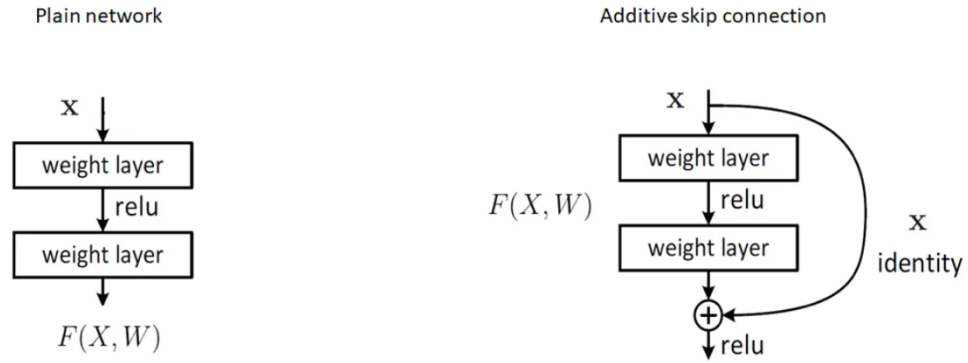 Plain network
x
weight layer
relu
weight layer
F(X, W)
Additive skip connection
x
weight layer
F(X, W)
relu
x
weight layer
identity
+
relu